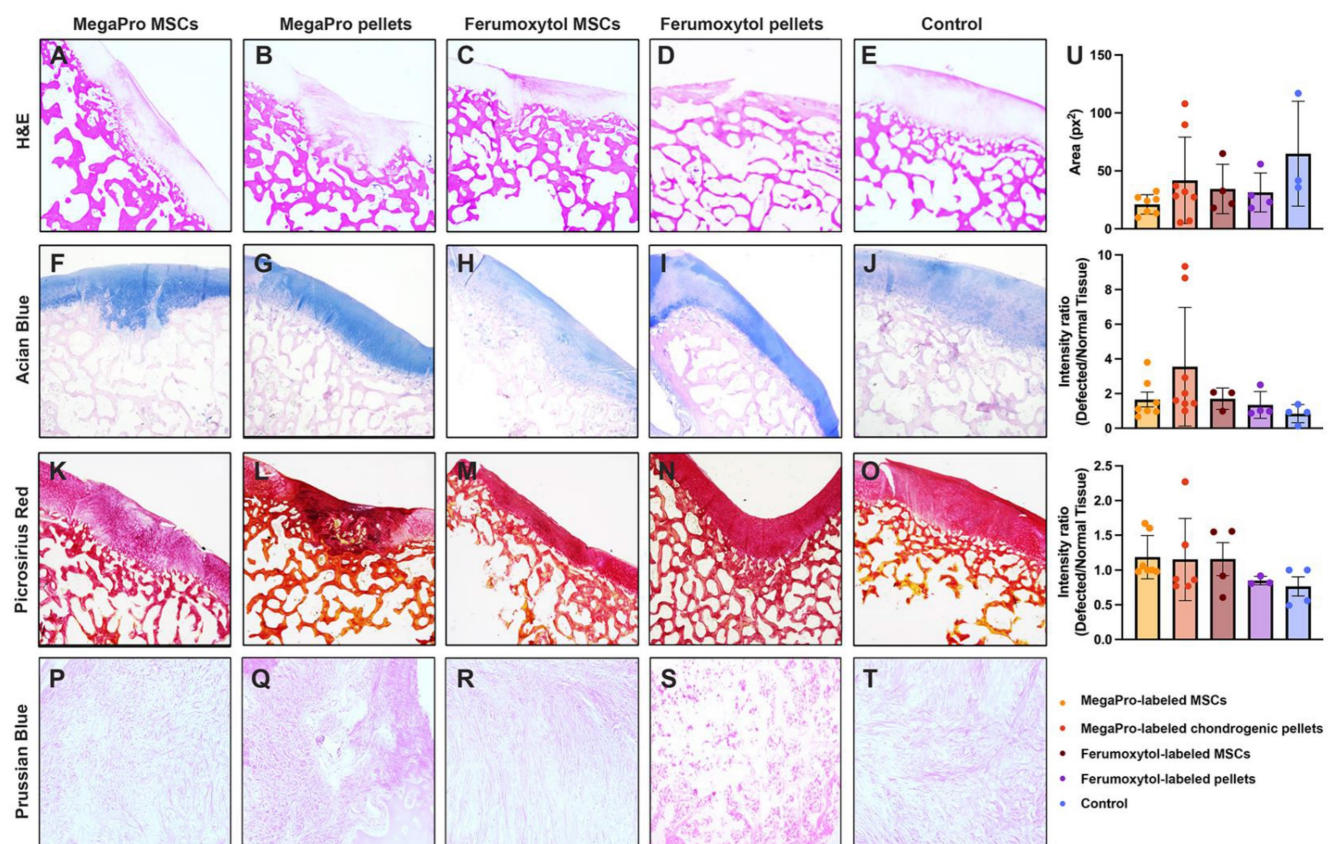 MegaPro MSCs MegaPro pellets Ferumoxytol MSCs Ferumoxytol pellets Control
H&E
A B C D E
Acian Blue
F G H I J
Picrosirius Red
K L M N O
Prussian Blue
P Q R S T
U
Area (px²)
150
100
50
0
Intensity ratio
(Defected/Normal Tissue)
10
8
6
4
2
0
Intensity ratio
(Defected/Normal Tissue)
2.5
2.0
1.5
1.0
0.5
0.0
MegaPro-labeled MSCs
MegaPro-labeled chondrogenic pellets
Ferumoxytol-labeled MSCs
Ferumoxytol-labeled pellets
Control